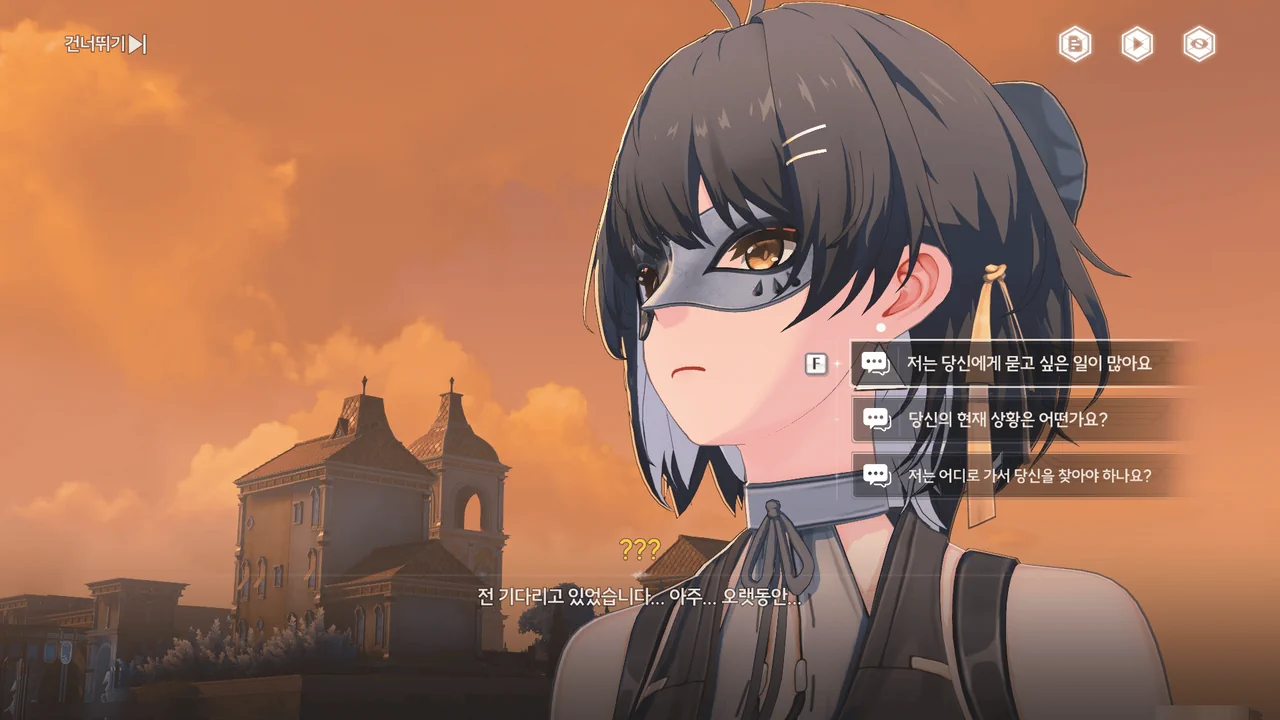 건너뛰기
F
저는 당신에게 묻고 싶은 일이 많아요
당신의 현재 상황은 어떤가요?
저는 어디로 가서 당신을 찾아야 하나요?
???
전 기다리고 있었습니다... 아주... 오랫동안...